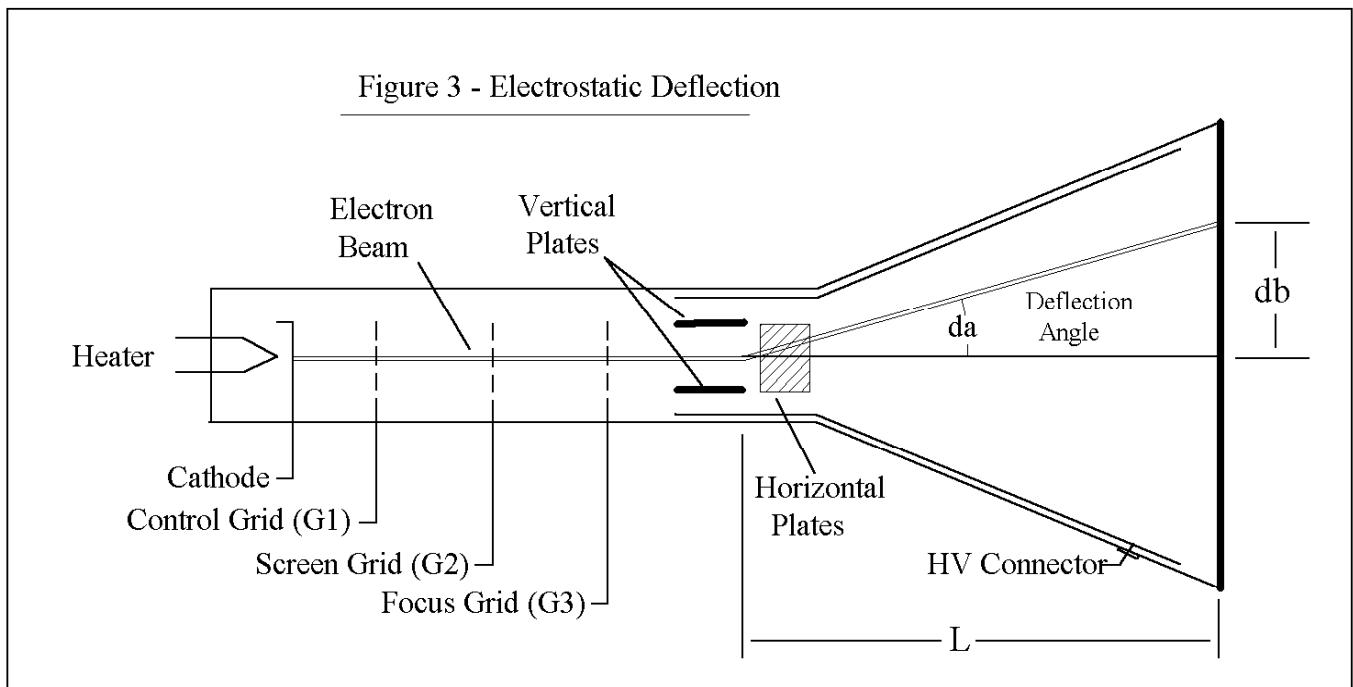 Figure 3 - Electrostatic Deflection
Electron
Beam
Vertical
Plates
Heater
Deflection
Angle
da
db
Cathode
Control Grid (G1)
Screen Grid (G2)
Focus Grid (G3)
Horizontal
Plates
HV Connector
L